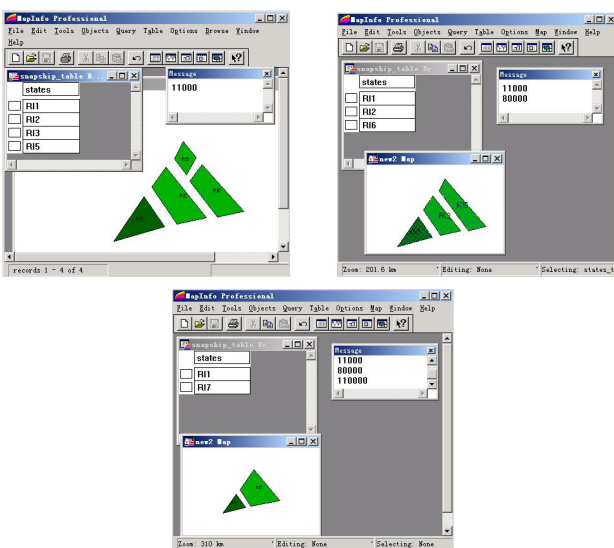 MapInfo Professional
File Edit Tools Objects Query Table Options Browse Window
Help
snapship_table
Message
11000
states
RI1
RI2
RI3
RI5
records 1 - 4 of 4
MapInfo Professional
File Edit Tools Objects Query Table Options Map Window
snapship_table
Message
11000
80000
states
RI1
RI2
RI6
new2 Map
Zoom: 201.6 km
Editing: None
Selecting: states_t
MapInfo Professional
File Edit Tools Objects Query Table Options Map Window Help
snapship_table
Message
11000
80000
110000
states
RI1
RI7
new2 Map
Zoom: 310 km
Editing: None
Selecting: None